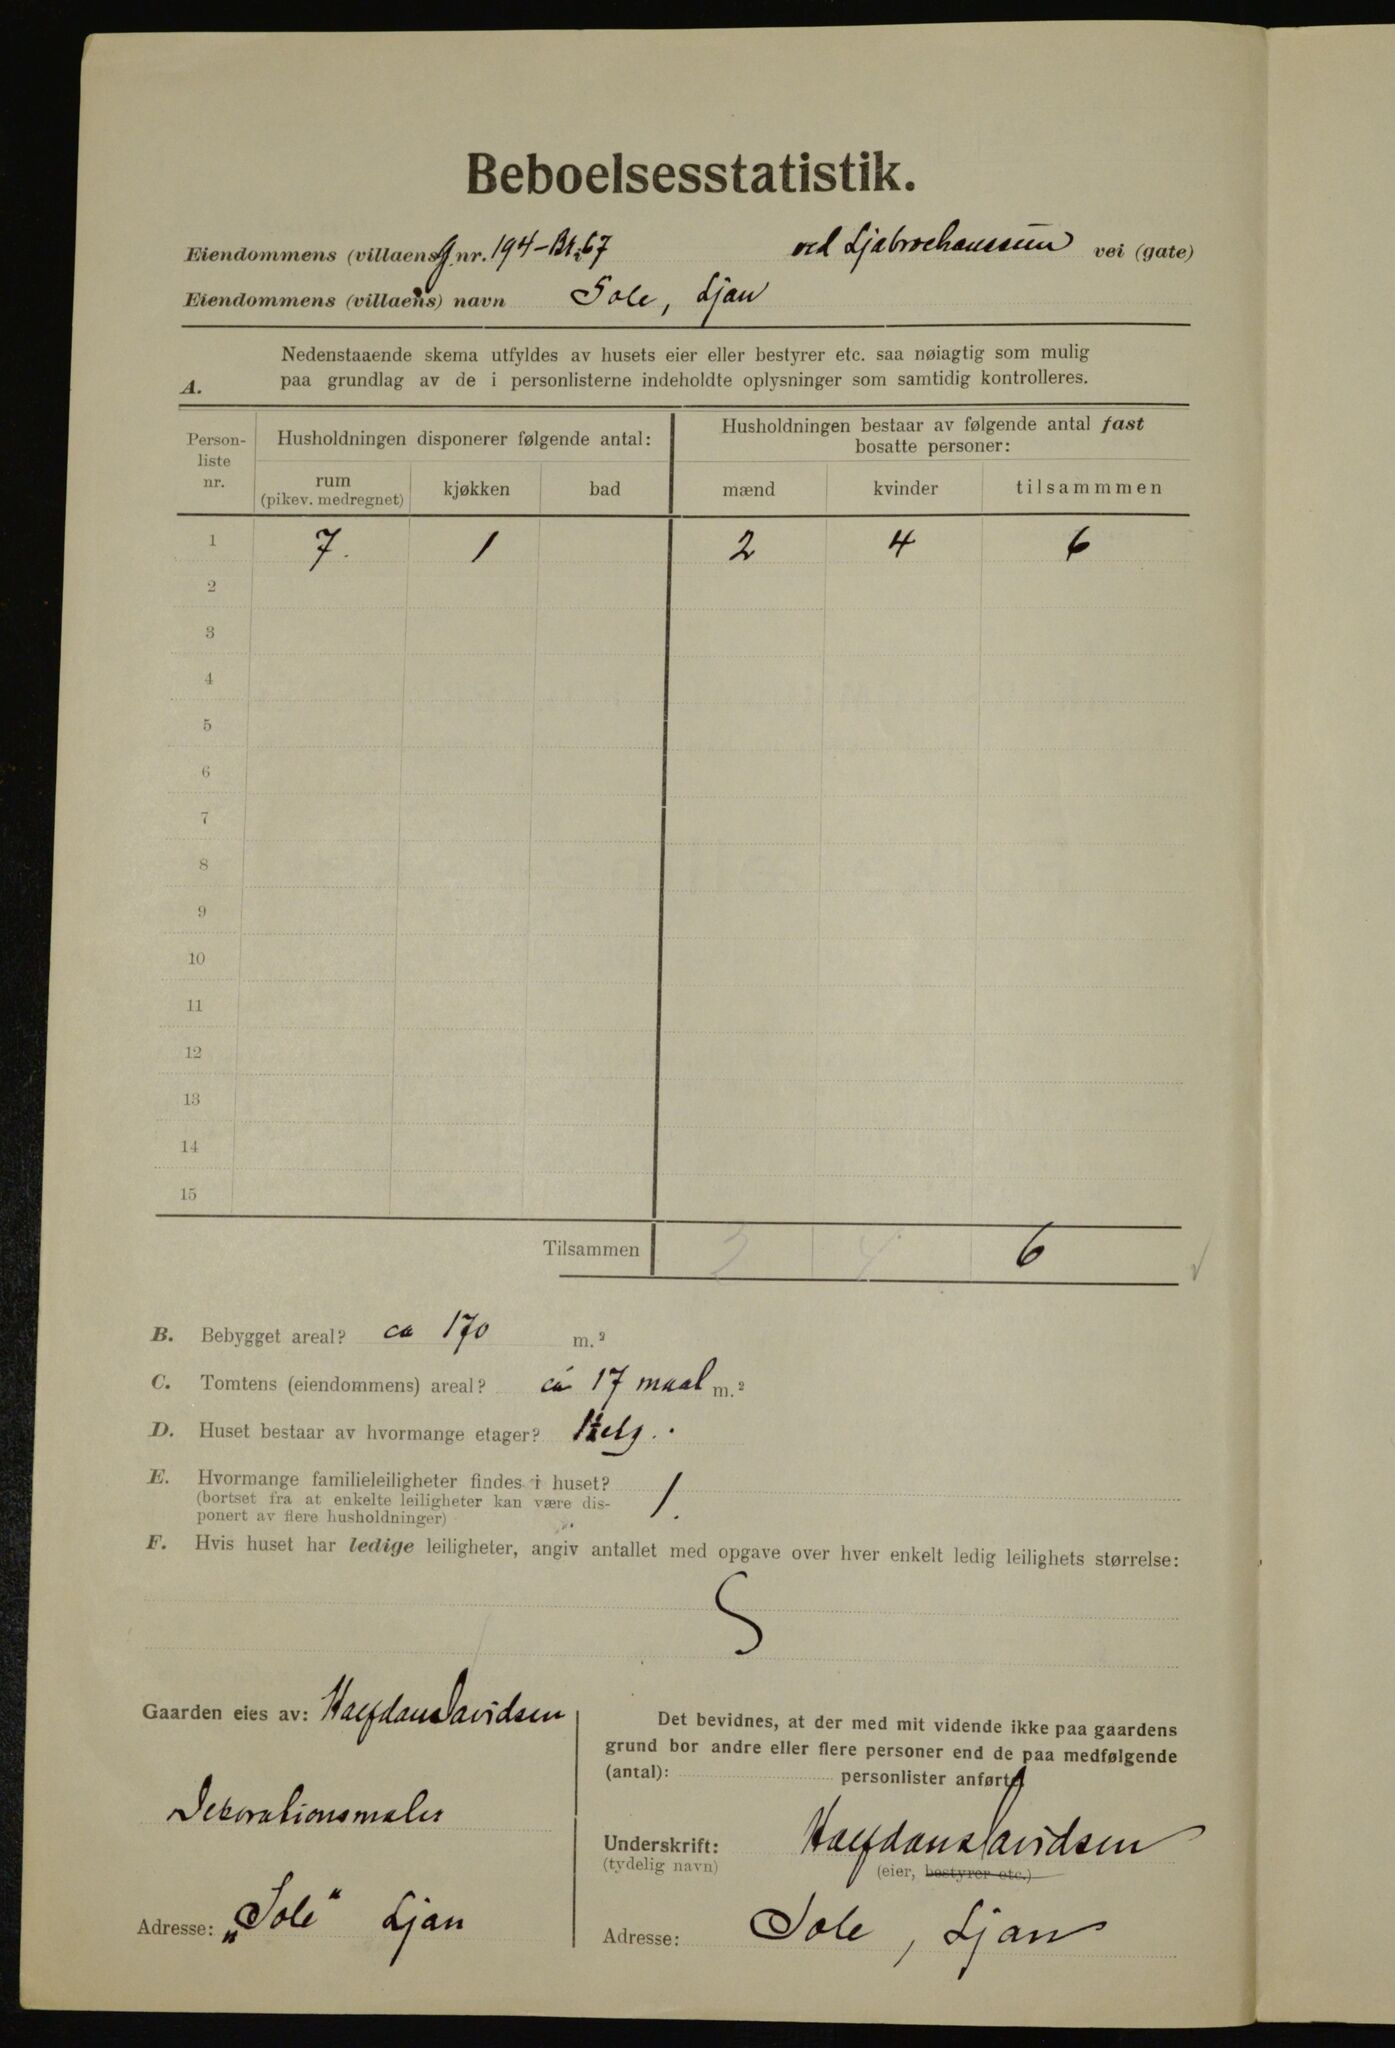 Beboelsesstatistik.
Eiendommens (villaens) G.nr. 194 - Br. 67 ved Ljabrochausseen vei (gate)
Eiendommens (villaens) navn Sole, Ljan
Nedenstaaende skema utfyldes av husets eier eller bestyrer etc. saa nøiagtig som mulig
A. paa grundlag av de i personlisterne indeholdte oplysninger som samtidig kontrolleres.
Person-
liste
nr.
Husholdningen disponerer følgende antal:
Husholdningen bestaar av følgende antal fast
bosatte personer:
rum
(pikev. medregnet)
kjøkken
bad
mænd
kvinder
tilsammmen
1 7. 1 2 4 6
2
3
4
5
6
7
8
9
10
11
12
13
14
15
Tilsammen 2 4 6
B. Bebygget areal? ca 170 m.²
C. Tomtens (eiendommens) areal? ca 17 maal m.²
D. Huset bestaar av hvormange etager? 1½ etg.
E. Hvormange familieleiligheter findes i huset? 1.
(bortset fra at enkelte leiligheter kan være dis-
ponert av flere husholdninger)
F. Hvis huset har ledige leiligheter, angiv antallet med opgave over hver enkelt ledig leilighets størrelse:
Gaarden eies av: Halfdan Davidsen
Dekorationsmaler
Adresse: „Sole" Ljan
Det bevidnes, at der med mit vidende ikke paa gaardens
grund bor andre eller flere personer end de paa medfølgende
(antal): personlister anførte.
Underskrift: Halfdan Davidsen
(tydelig navn) (eier, bestyrer etc.)
Adresse: Sole, Ljan